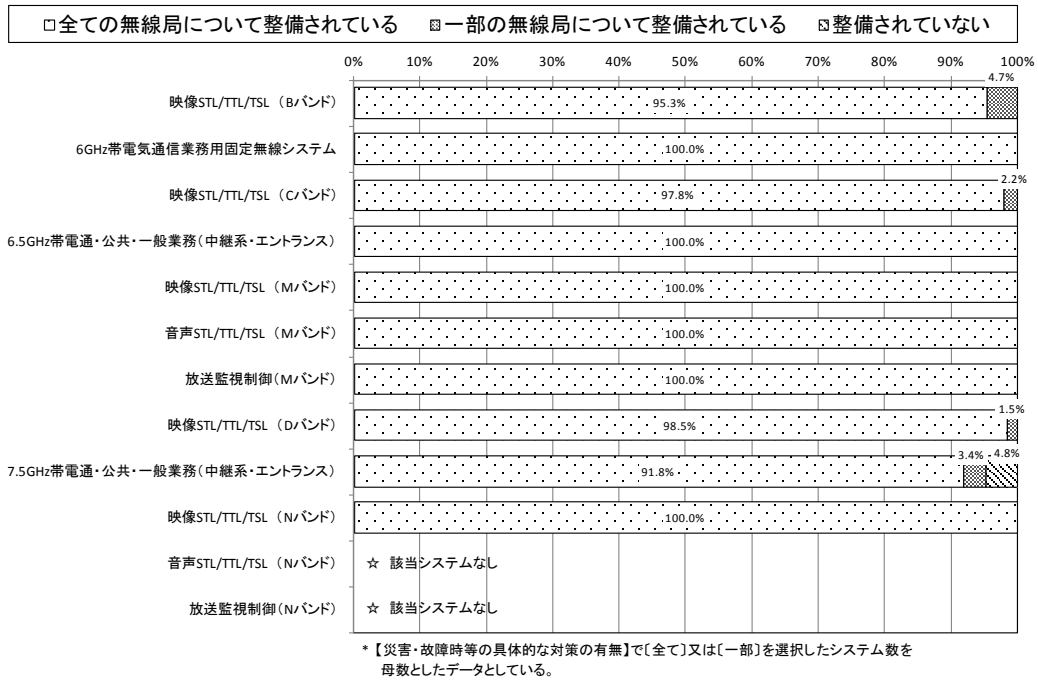 □全ての無線局について整備されている ▩一部の無線局について整備されている ▧整備されていない
0% 10% 20% 30% 40% 50% 60% 70% 80% 90% 100%
映像STL/TTL/TSL （Bバンド） 95.3% 4.7%
6GHz帯電気通信業務用固定無線システム 100.0%
映像STL/TTL/TSL （Cバンド） 97.8% 2.2%
6.5GHz帯電通・公共・一般業務（中継系・エントランス） 100.0%
映像STL/TTL/TSL （Mバンド） 100.0%
音声STL/TTL/TSL （Mバンド） 100.0%
放送監視制御（Mバンド） 100.0%
映像STL/TTL/TSL （Dバンド） 98.5% 1.5%
7.5GHz帯電通・公共・一般業務（中継系・エントランス） 91.8% 3.4% 4.8%
映像STL/TTL/TSL （Nバンド） 100.0%
音声STL/TTL/TSL （Nバンド） ☆ 該当システムなし
放送監視制御（Nバンド） ☆ 該当システムなし
* 【災害・故障時等の具体的な対策の有無】で〔全て〕又は〔一部〕を選択したシステム数を
母数としたデータとしている。